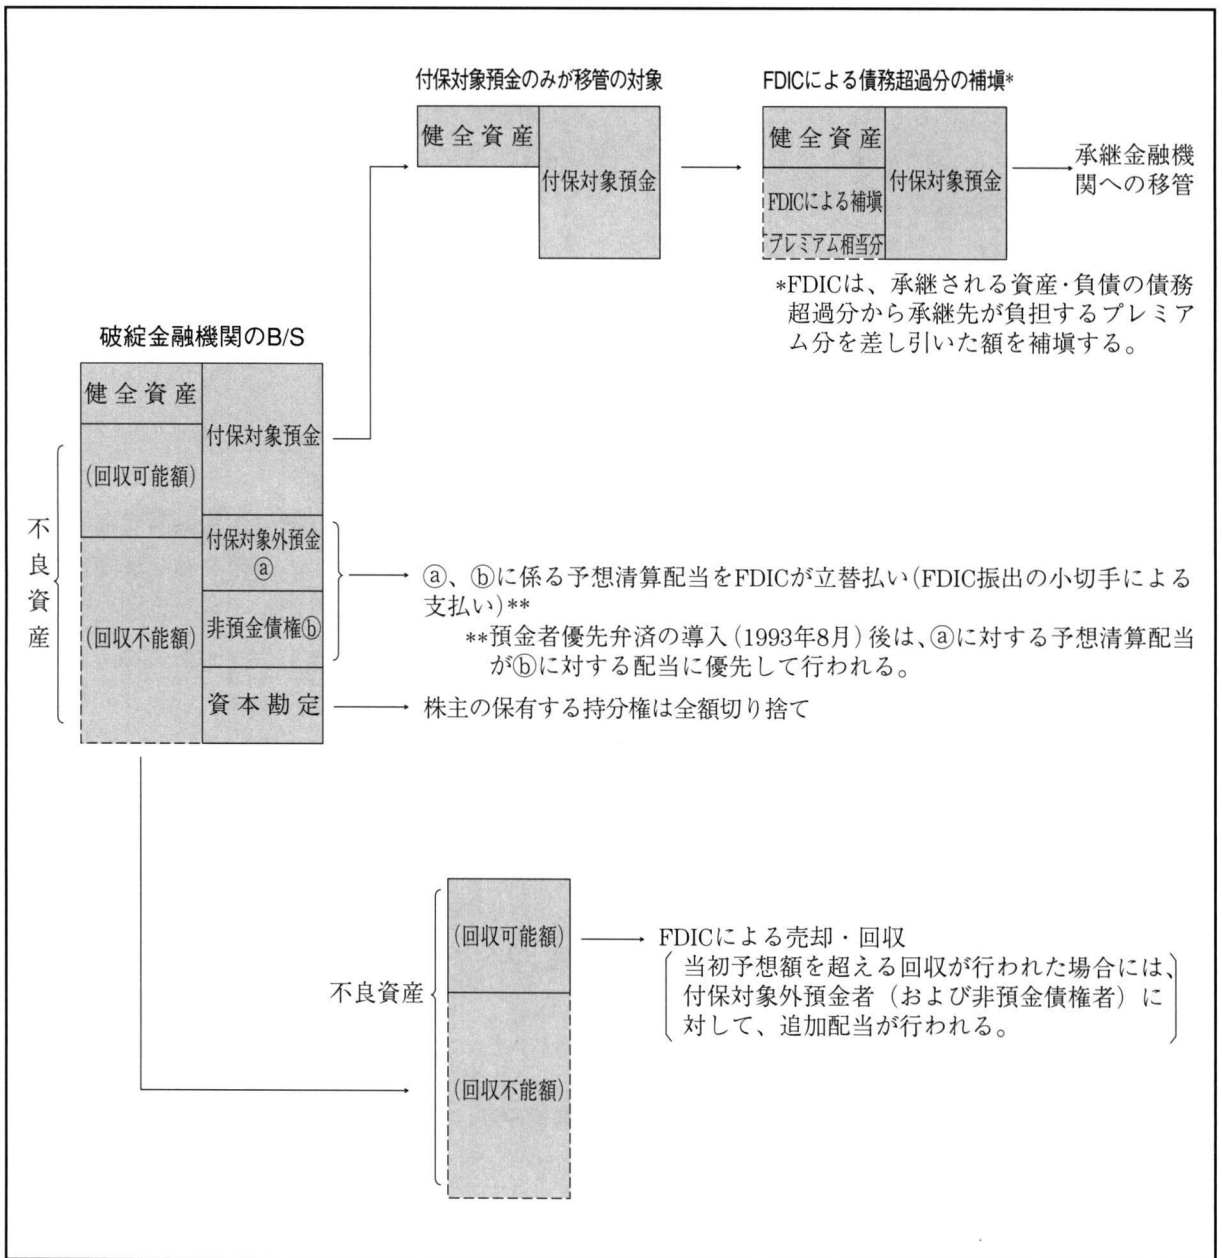 付保対象預金のみが移管の対象
健全資産
付保対象預金
FDICによる債務超過分の補塡*
健全資産
FDICによる補塡
プレミアム相当分
付保対象預金
承継金融機
関への移管
*FDICは、承継される資産・負債の債務
超過分から承継先が負担するプレミア
ム分を差し引いた額を補塡する。
破綻金融機関のB/S
健全資産
(回収可能額)
(回収不能額)
不良資産
付保対象預金
付保対象外預金
ⓐ
非預金債権ⓑ
資本勘定
ⓐ、ⓑに係る予想清算配当をFDICが立替払い(FDIC振出の小切手による
支払い)**
**預金者優先弁済の導入(1993年8月)後は、ⓐに対する予想清算配当
がⓑに対する配当に優先して行われる。
株主の保有する持分権は全額切り捨て
不良資産
(回収可能額)
(回収不能額)
FDICによる売却・回収
当初予想額を超える回収が行われた場合には、
付保対象外預金者（および非預金債権者）に
対して、追加配当が行われる。